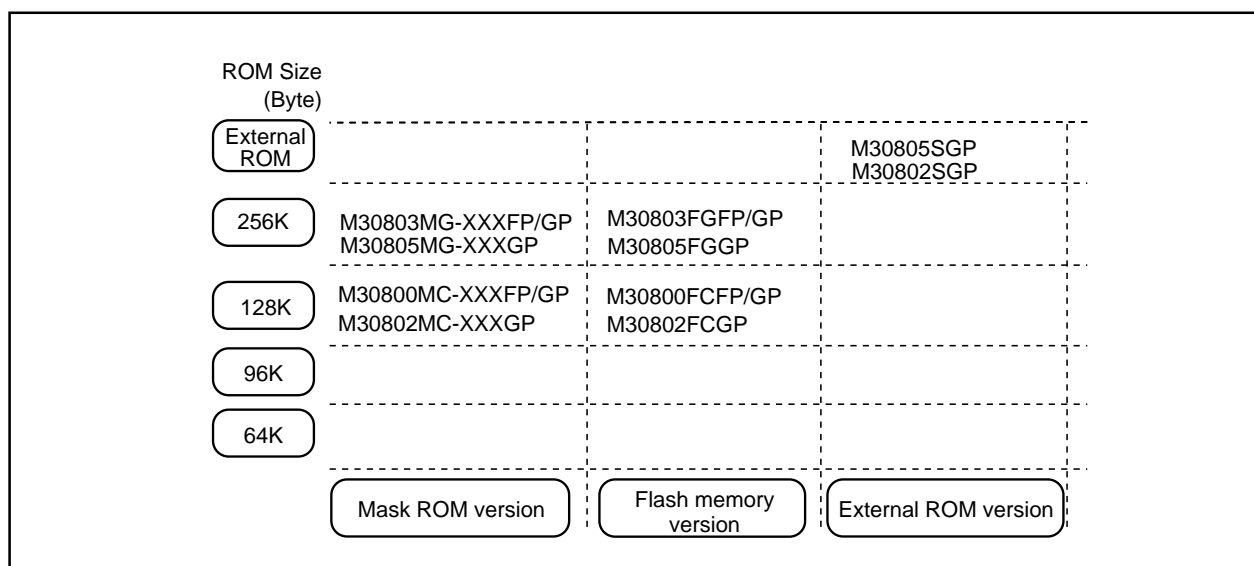 ROM Size
(Byte)
External
ROM
M30805SGP
M30802SGP
256K
M30803MG-XXXFP/GP
M30805MG-XXXGP
M30803FGFP/GP
M30805FGGP
128K
M30800MC-XXXFP/GP
M30802MC-XXXGP
M30800FCFP/GP
M30802FCGP
96K
64K
Mask ROM version
Flash memory
version
External ROM version